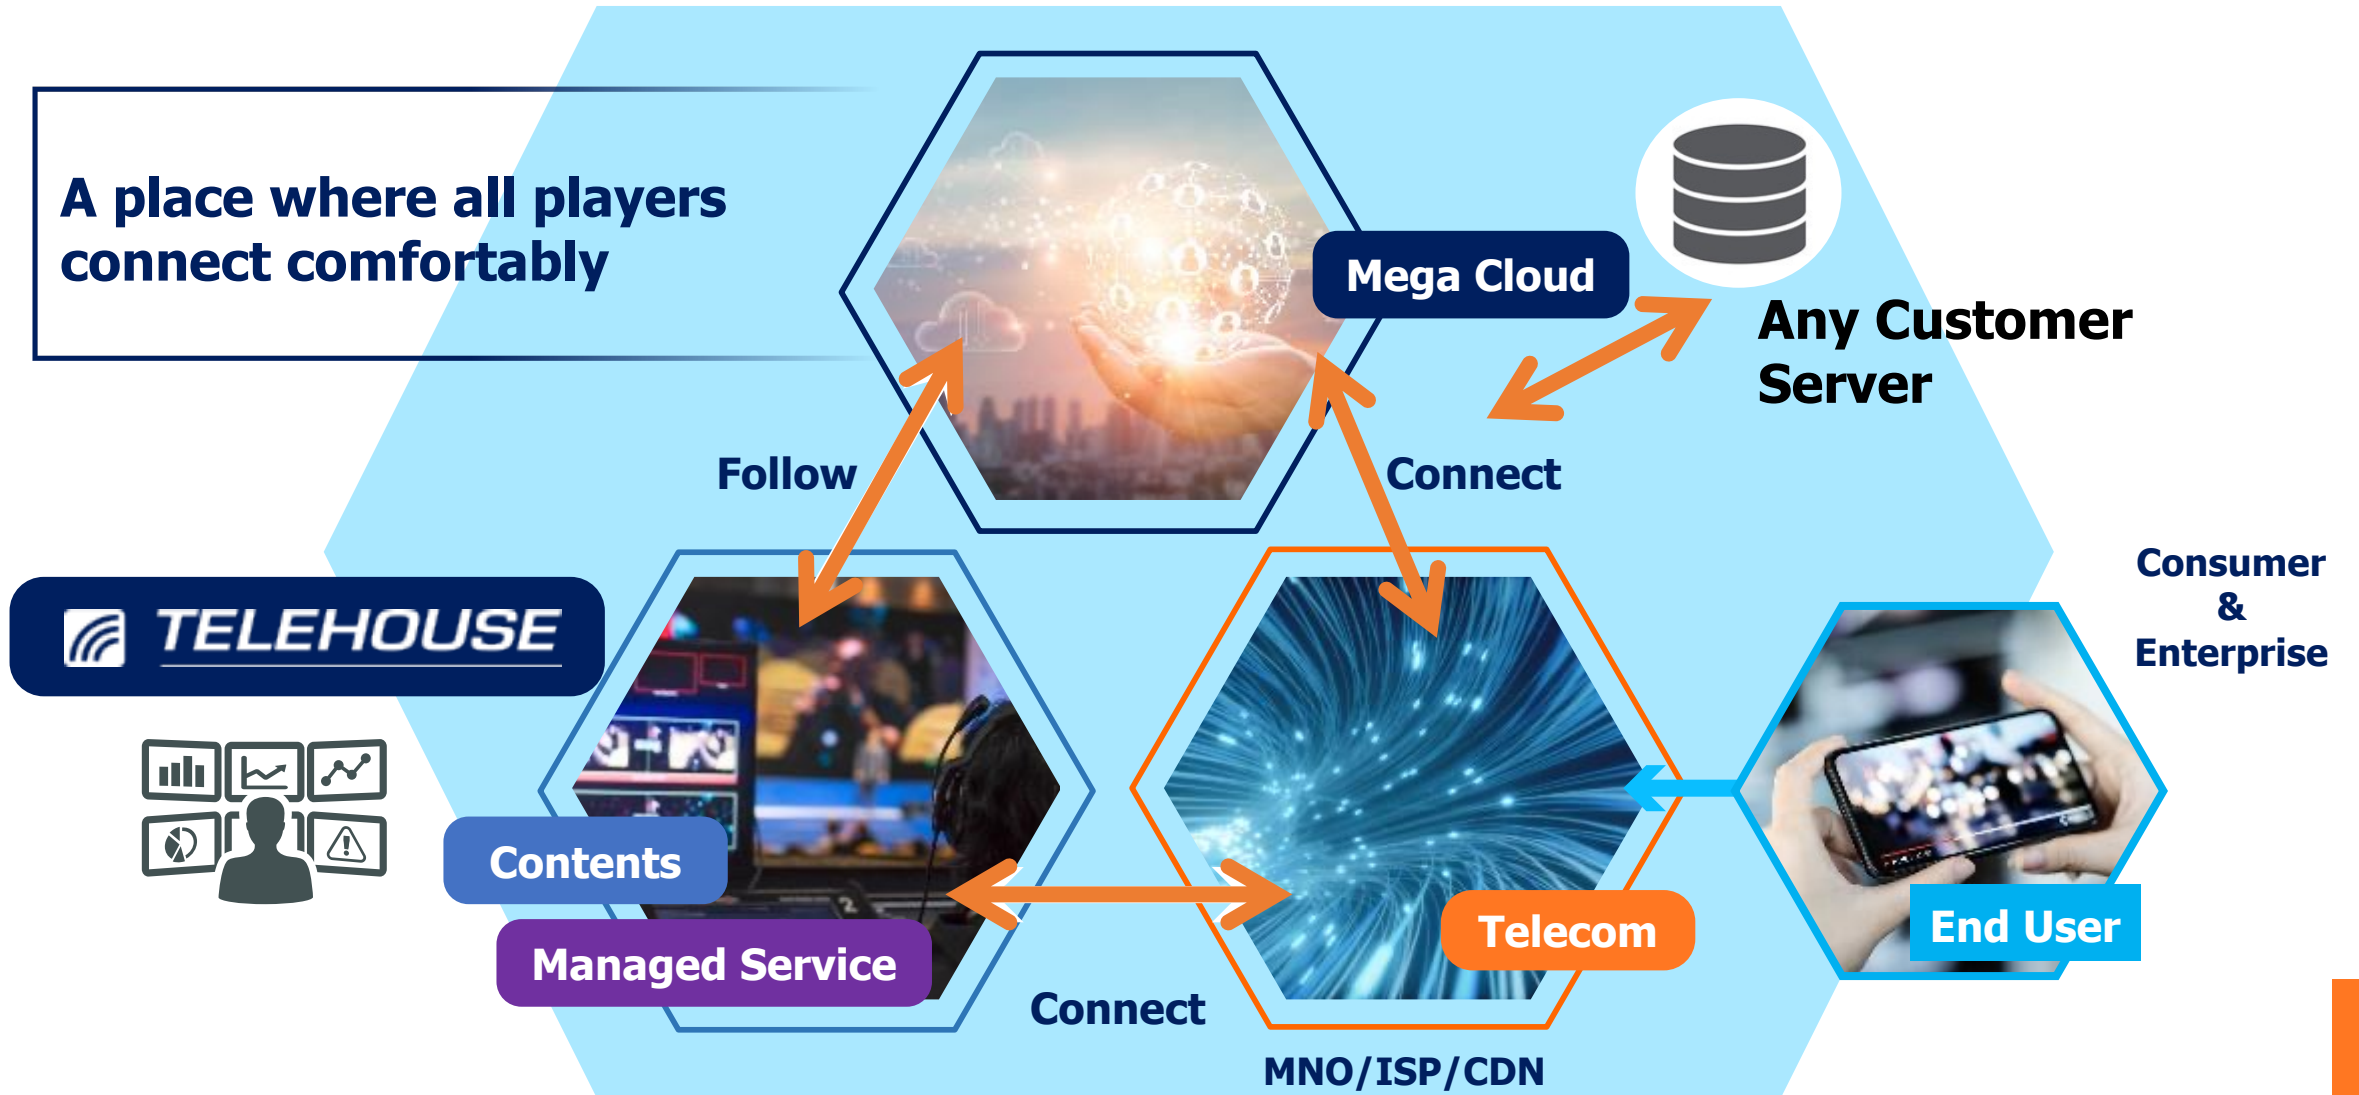 A place where all players
connect comfortably
Mega Cloud
Any Customer
Server
Follow
Connect
Consumer
&
Enterprise
TELEHOUSE
Contents
Managed Service
Telecom
End User
Connect
MNO/ISP/CDN